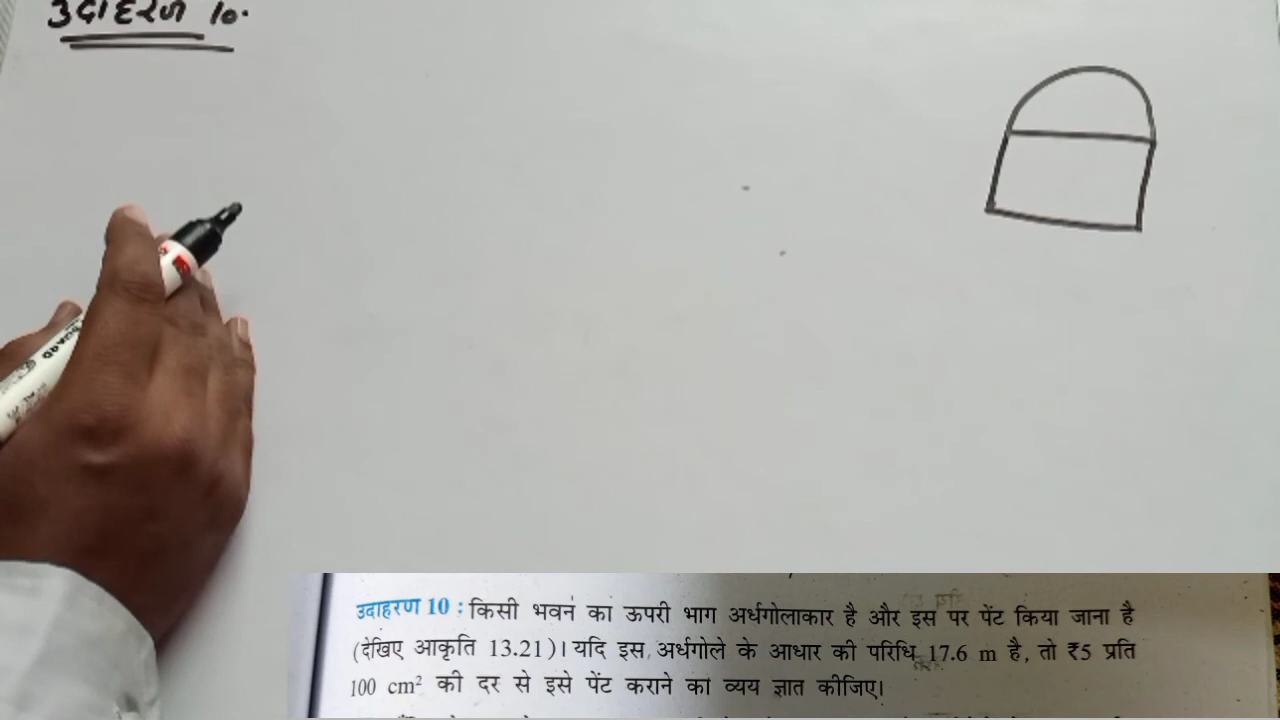 उदाहरण 10.
उदाहरण 10 : किसी भवन का ऊपरी भाग अर्धगोलाकार है और इस पर पेंट किया जाना है
(देखिए आकृति 13.21)। यदि इस अर्धगोले के आधार की परिधि 17.6 m है, तो ₹5 प्रति
100 cm² की दर से इसे पेंट कराने का व्यय ज्ञात कीजिए।